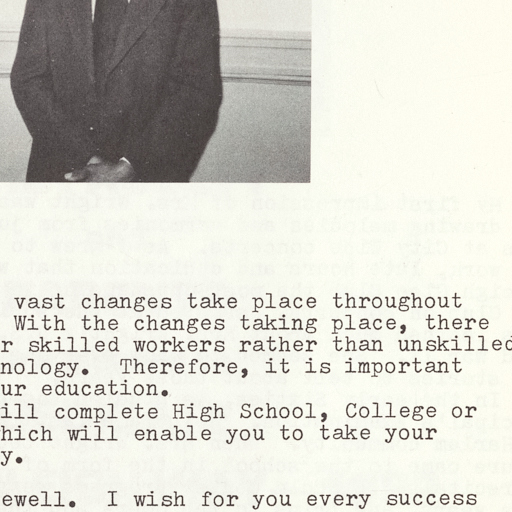 vast changes take place throughout
With the changes taking place, there
r skilled workers rather than unskilled
nology. Therefore, it is important
ur education.
ill complete High School, College or
hich will enable you to take your
y.
ewell. I wish for you every success